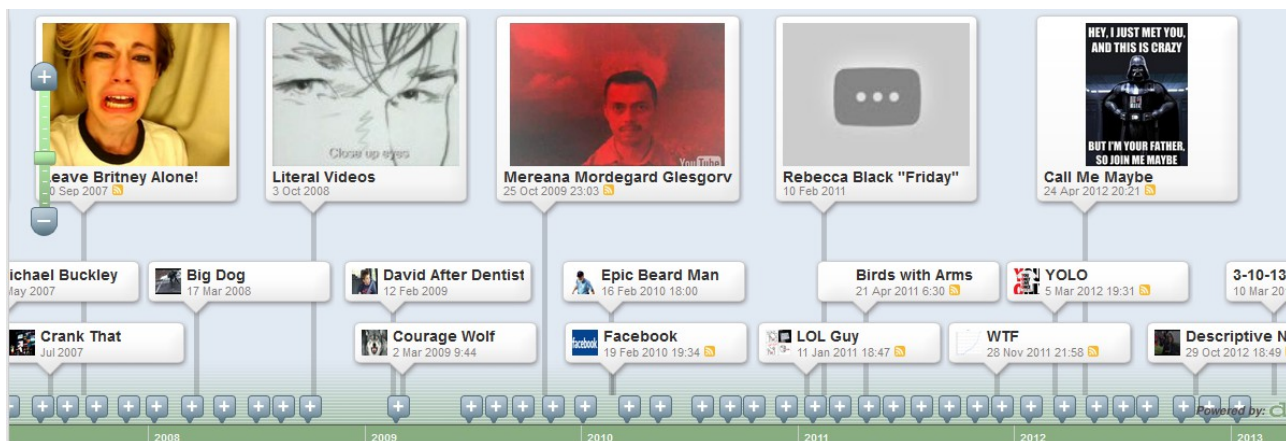 HEY, I JUST MET YOU,
AND THIS IS CRAZY
BUT I'M YOUR FATHER,
SO JOIN ME MAYBE
Close up eyes
YouTube
eave Britney Alone!
0 Sep 2007
Literal Videos
3 Oct 2008
Mereana Mordegard Glesgorv
25 Oct 2009 23:03
Rebecca Black "Friday"
10 Feb 2011
Call Me Maybe
24 Apr 2012 20:21
ichael Buckley
May 2007
Big Dog
17 Mar 2008
David After Dentist
12 Feb 2009
Epic Beard Man
16 Feb 2010 18:00
Birds with Arms
21 Apr 2011 6:30
YOLO
5 Mar 2012 19:31
3-10-13
10 Mar 20
Crank That
Jul 2007
Courage Wolf
2 Mar 2009 9:44
facebook
Facebook
19 Feb 2010 19:34
LOL Guy
11 Jan 2011 18:47
WTF
28 Nov 2011 21:58
Descriptive N
29 Oct 2012 18:49
Powered by:
2008 2009 2010 2011 2012 2013